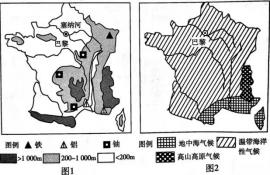 塞纳河
巴黎
图例 铁 铝 铀
>1 000m 200-1 000m <200m
图1
巴黎
图例 地中海气候 温带海洋性气候
高山高原气候
图2